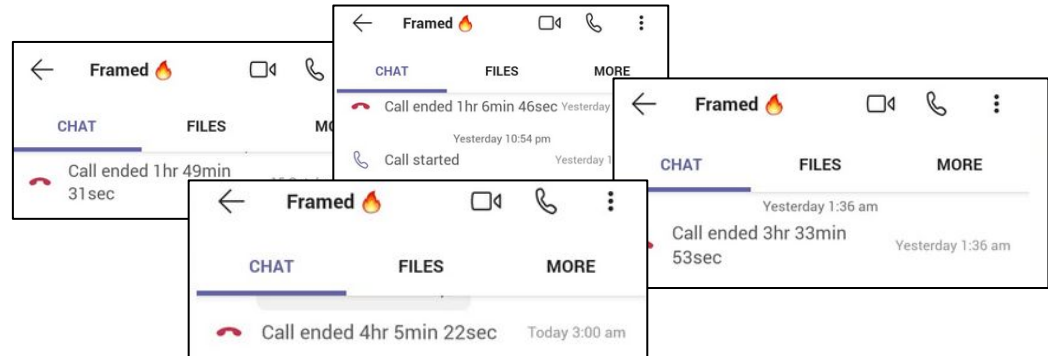 Framed 🔥
CHAT FILES
Call ended 1hr 49min
31sec
Framed 🔥
CHAT FILES MORE
Call ended 1hr 6min 46sec Yesterday
Yesterday 10:54 pm
Call started Yesterday
Framed 🔥
CHAT FILES MORE
Yesterday 1:36 am
Call ended 3hr 33min
53sec Yesterday 1:36 am
Framed 🔥
CHAT FILES MORE
Call ended 4hr 5min 22sec Today 3:00 am